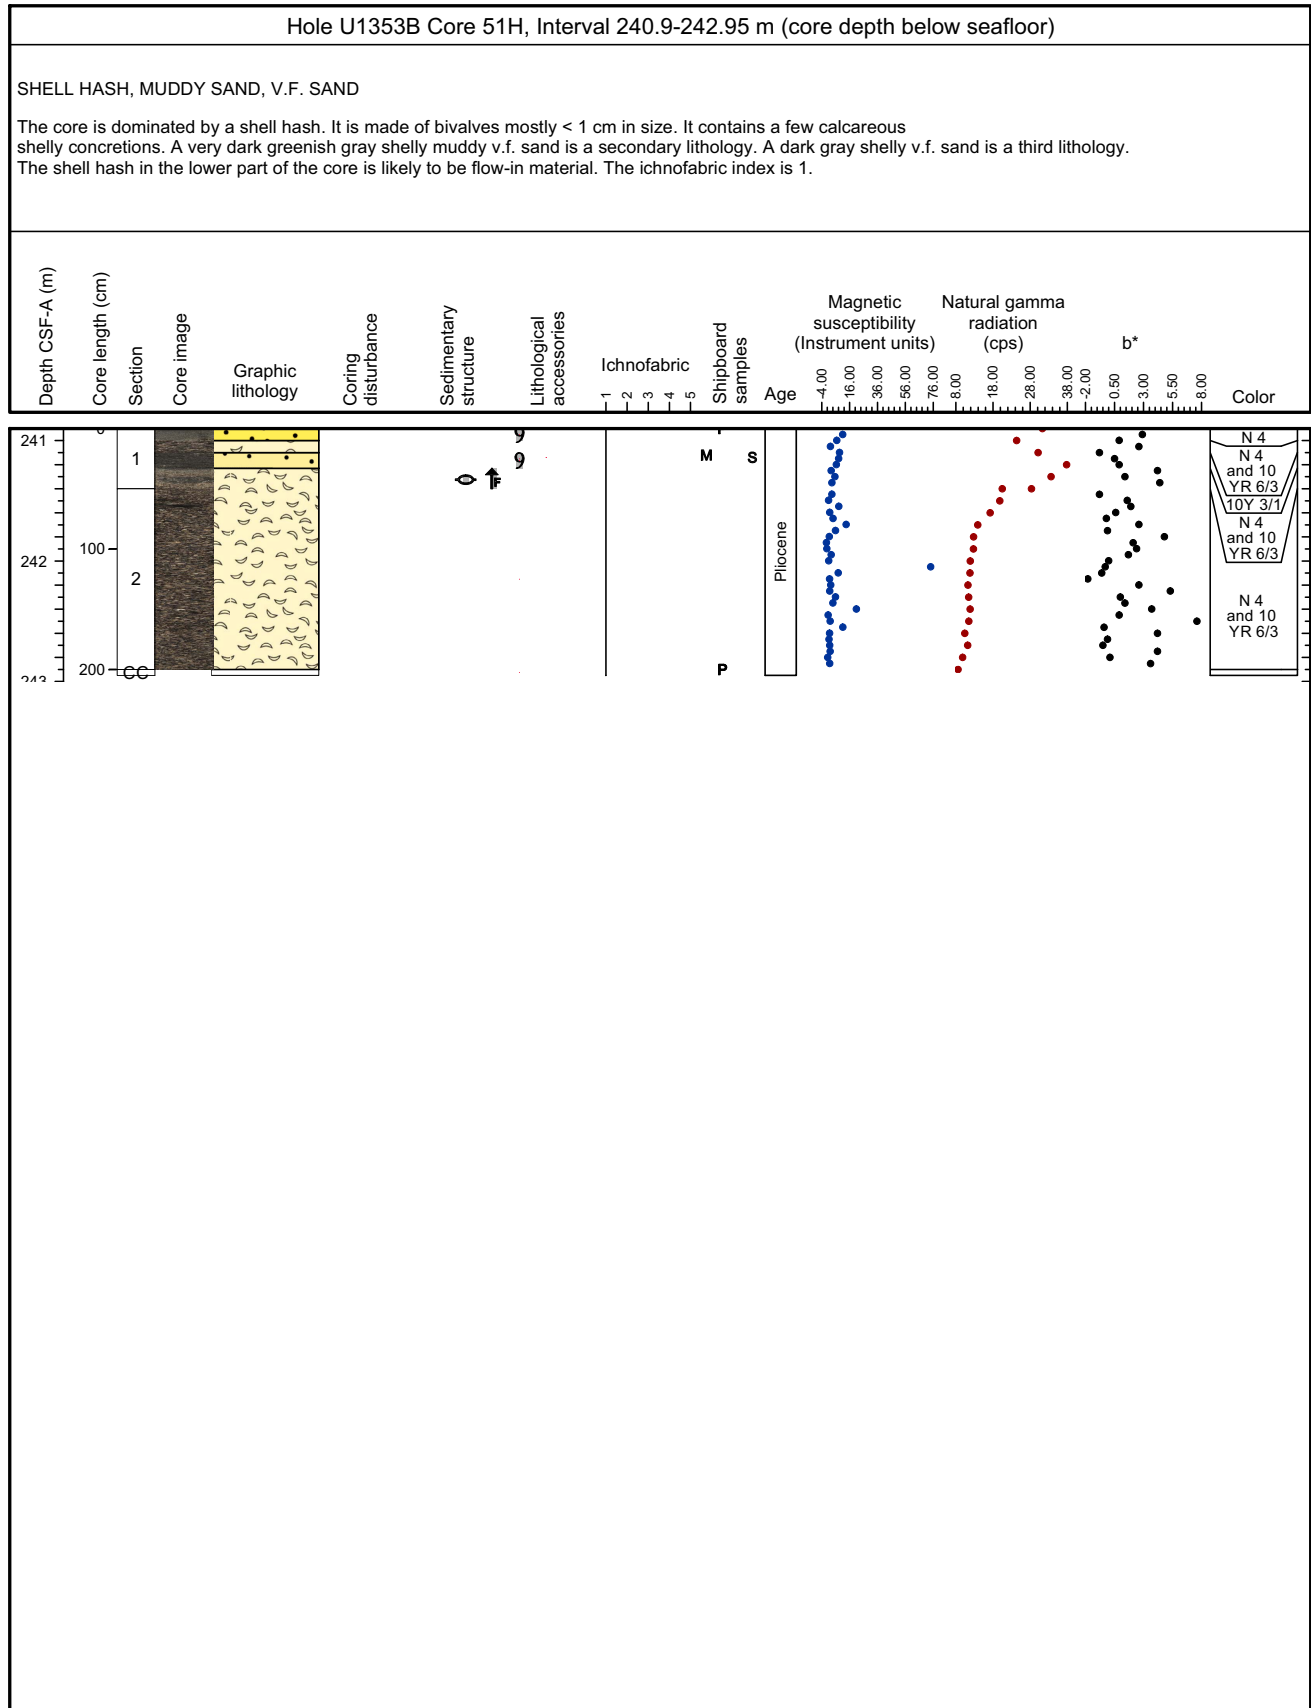 Hole U1353B Core 51H, Interval 240.9-242.95 m (core depth below seafloor)
SHELL HASH, MUDDY SAND, V.F. SAND
The core is dominated by a shell hash. It is made of bivalves mostly < 1 cm in size. It contains a few calcareous
shelly concretions. A very dark greenish gray shelly muddy v.f. sand is a secondary lithology. A dark gray shelly v.f. sand is a third lithology.
The shell hash in the lower part of the core is likely to be flow-in material. The ichnofabric index is 1.
Depth CSF-A (m)
Core length (cm)
Section
Core image
Graphic
lithology
Coring
disturbance
Sedimentary
structure
Lithological
accessories
Ichnofabric
1 2 3 4 5
Shipboard
samples
Age
Magnetic
susceptibility
(Instrument units)
-4.00 16.00 36.00 56.00 76.00
Natural gamma
radiation
(cps)
8.00 18.00 28.00 38.00
b*
-2.00 0.50 3.00 5.50 8.00
Color
241
242
243
0
100
200
1
2
CC
F
M
S
P
Pliocene
N 4
N 4
and 10
YR 6/3
10Y 3/1
N 4
and 10
YR 6/3
N 4
and 10
YR 6/3